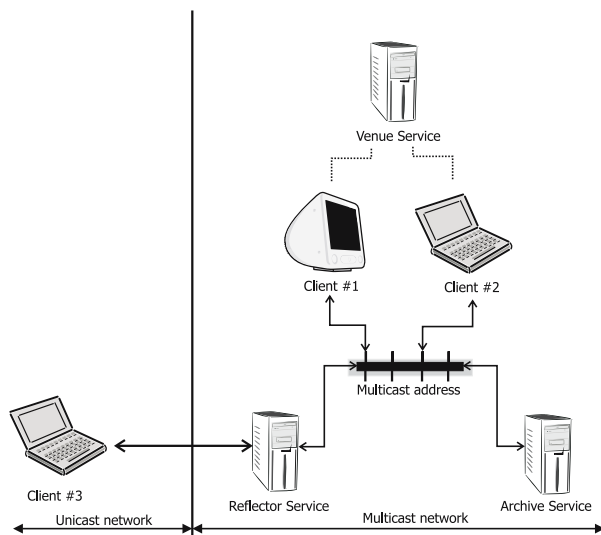 Venue Service
Client #1
Client #2
Multicast address
Client #3
Reflector Service
Archive Service
Unicast network
Multicast network